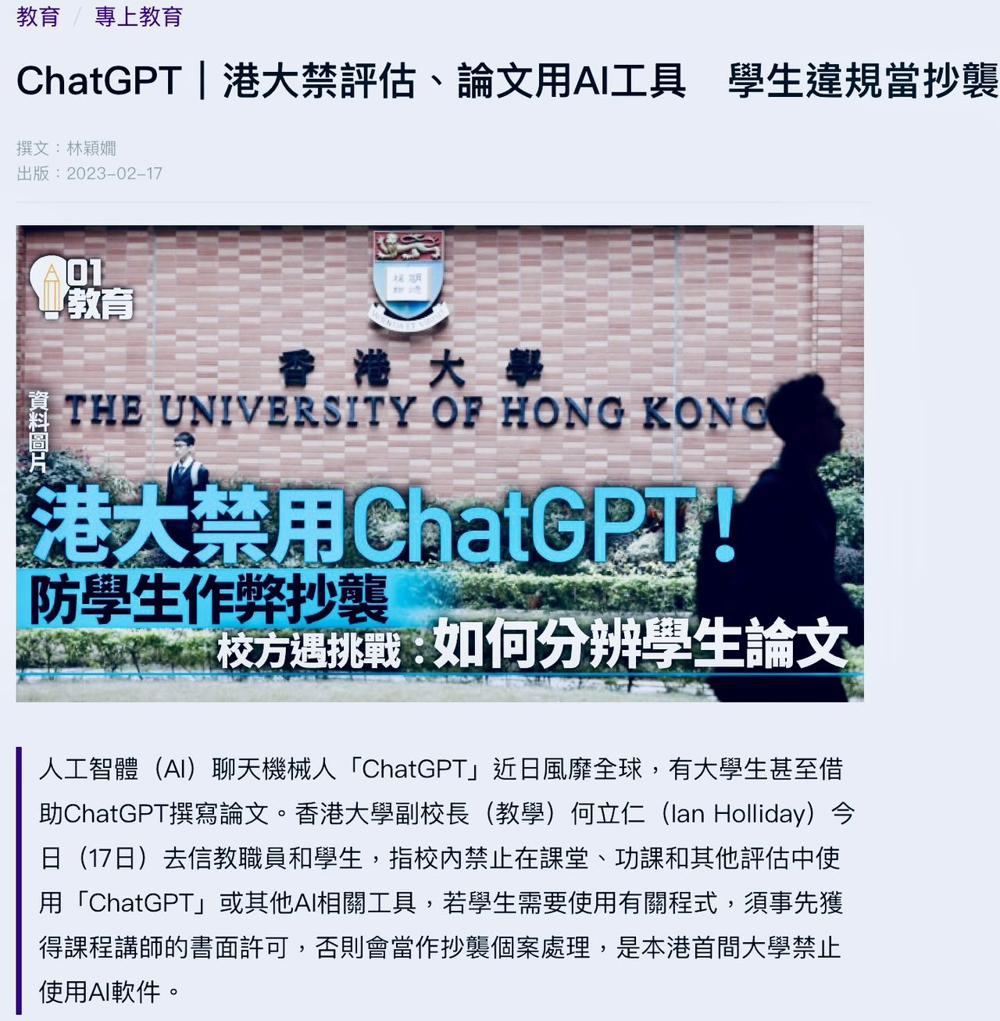 教育 / 專上教育
ChatGPT｜港大禁評估、論文用AI工具　學生違規當抄襲
撰文：林穎嫺
出版：2023-02-17
01
教育
資料圖片
香港大學
THE UNIVERSITY OF HONG KONG
港大禁用ChatGPT！
防學生作弊抄襲
校方遇挑戰：如何分辨學生論文
人工智體（AI）聊天機械人「ChatGPT」近日風靡全球，有大學生甚至借
助ChatGPT撰寫論文。香港大學副校長（教學）何立仁（Ian Holliday）今
日（17日）去信教職員和學生，指校內禁止在課堂、功課和其他評估中使
用「ChatGPT」或其他AI相關工具，若學生需要使用有關程式，須事先獲
得課程講師的書面許可，否則會當作抄襲個案處理，是本港首間大學禁止
使用AI軟件。